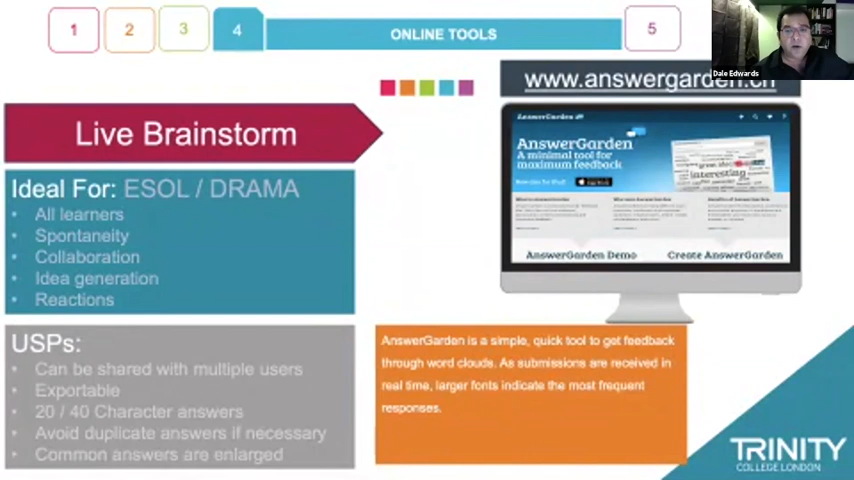 1
2
3
4
ONLINE TOOLS
5
Dale Edwards
www.answergarden.ch
Live Brainstorm
Ideal For: ESOL / DRAMA
• All learners
• Spontaneity
• Collaboration
• Idea generation
• Reactions
AnswerGarden
AnswerGarden
A minimal tool for
maximum feedback
interesting
AnswerGarden Demo
Create AnswerGarden
USPs:
• Can be shared with multiple users
• Exportable
• 20 / 40 Character answers
• Avoid duplicate answers if necessary
• Common answers are enlarged
AnswerGarden is a simple, quick tool to get feedback
through word clouds. As submissions are received in
real time, larger fonts indicate the most frequent
responses.
TRINITY
COLLEGE LONDON